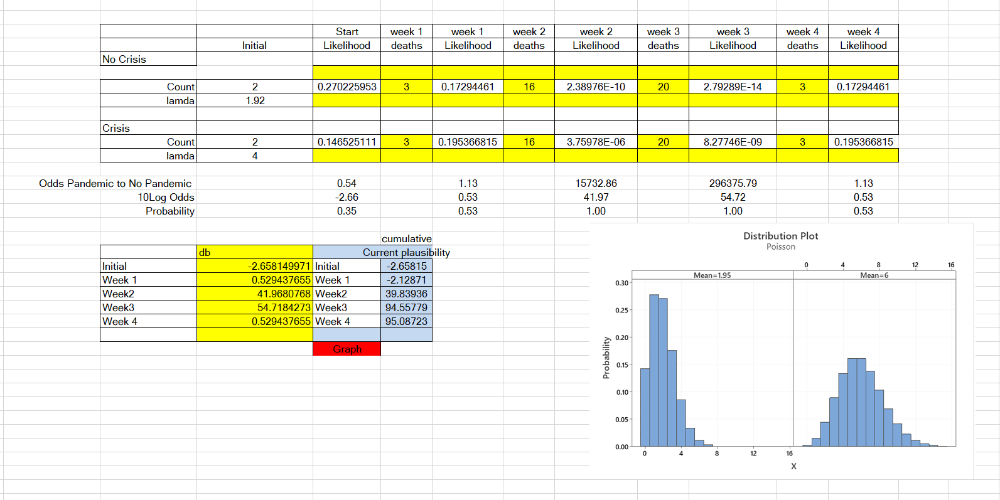 Start week 1 week 1 week 2 week 2 week 3 week 3 week 4 week 4
Initial Likelihood deaths Likelihood deaths Likelihood deaths Likelihood deaths Likelihood
No Crisis
Count 2 0.270225953 3 0.17294461 16 2.38976E-10 20 2.79289E-14 3 0.17294461
lamda 1.92
Crisis
Count 2 0.146525111 3 0.195366815 16 3.75978E-06 20 8.27746E-09 3 0.195366815
lamda 4
Odds Pandemic to No Pandemic 0.54 1.13 15732.86 296375.79 1.13
10Log Odds -2.66 0.53 41.97 54.72 0.53
Probability 0.35 0.53 1.00 1.00 0.53
cumulative
db Current plausibility
Initial -2.658149971 Initial -2.65815
Week 1 0.529437655 Week 1 -2.12871
Week2 41.9680768 Week2 39.83936
Week3 54.7184273 Week3 94.55779
Week 4 0.529437655 Week 4 95.08723
Graph
Distribution Plot
Poisson
0 4 8 12 16
Mean=1.95 Mean=6
0.30
0.25
0.20
0.15
0.10
0.05
0.00
Probability
0 4 8 12 16
X